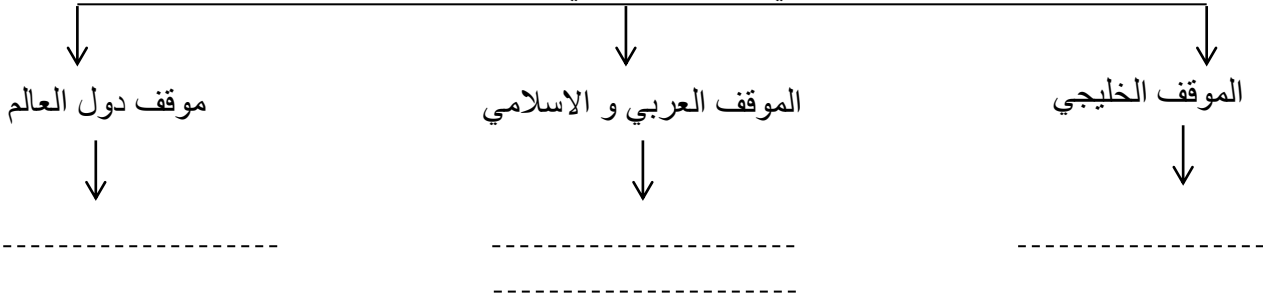 الموقف الخليجي
الموقف العربي و الاسلامي
موقف دول العالم